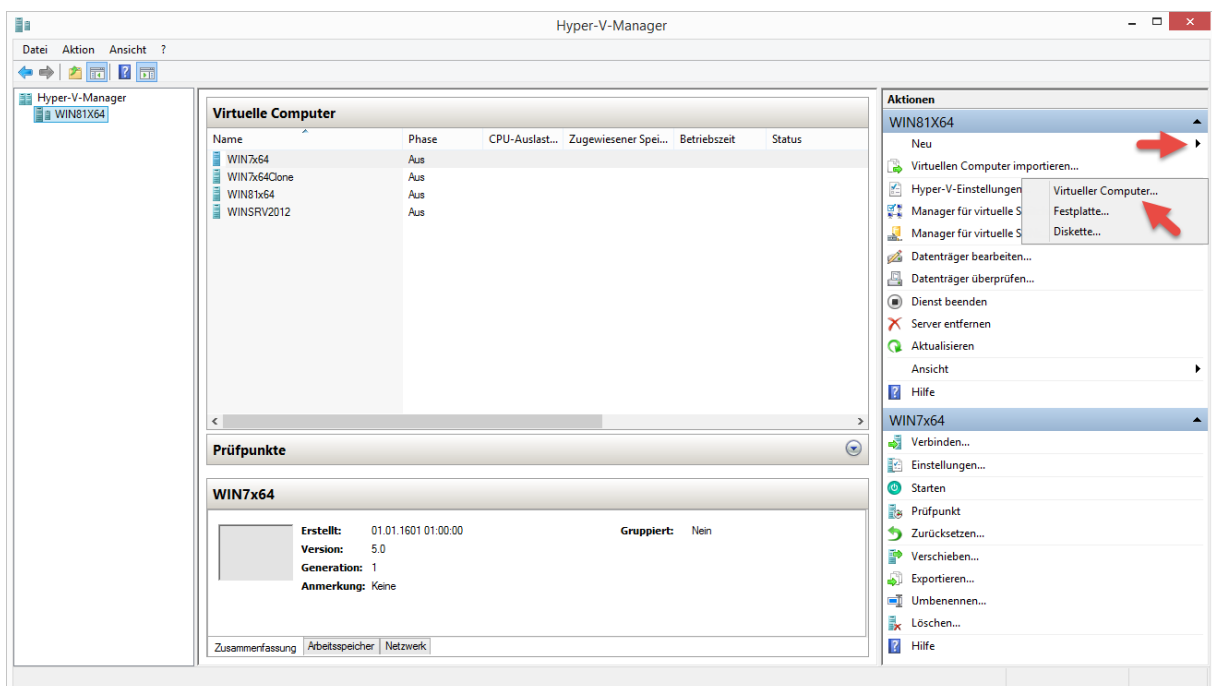 Hyper-V-Manager
Datei Aktion Ansicht ?
Hyper-V-Manager
WIN81X64
Virtuelle Computer
Name Phase CPU-Auslast... Zugewiesener Spei... Betriebszeit Status
WIN7x64 Aus
WIN7x64Clone Aus
WIN81x64 Aus
WINSRV2012 Aus
Prüfpunkte
WIN7x64
Erstellt: 01.01.1601 01:00:00 Gruppiert: Nein
Version: 5.0
Generation: 1
Anmerkung: Keine
Zusammenfassung Arbeitsspeicher Netzwerk
Aktionen
WIN81X64
Neu
Virtuellen Computer importieren...
Hyper-V-Einstellungen
Manager für virtuelle S
Manager für virtuelle S
Virtueller Computer...
Festplatte...
Diskette...
Datenträger bearbeiten...
Datenträger überprüfen...
Dienst beenden
Server entfernen
Aktualisieren
Ansicht
Hilfe
WIN7x64
Verbinden...
Einstellungen...
Starten
Prüfpunkt
Zurücksetzen...
Verschieben...
Exportieren...
Umbenennen...
Löschen...
Hilfe